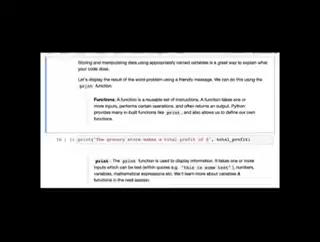 Storing and manipulating data using appropriately named variables is a great way to explain what
your code does.
Let's display the result of the word problem using a friendly message. We can do this using the
print function
Functions: A function is a reusable set of instructions. A function takes one or
more inputs, performs certain operations, and often returns an output. Python
provides many in-built functions like print, and also allows us to define our own
functions.
print("The grocery store makes a total profit of $", total_profit)
print : The print function is used to display information. It takes one or more
inputs which can be text (within quotes e.g. "this is some text"), numbers,
variables, mathematical expressions etc. We'll learn more about variables &
functions in the next